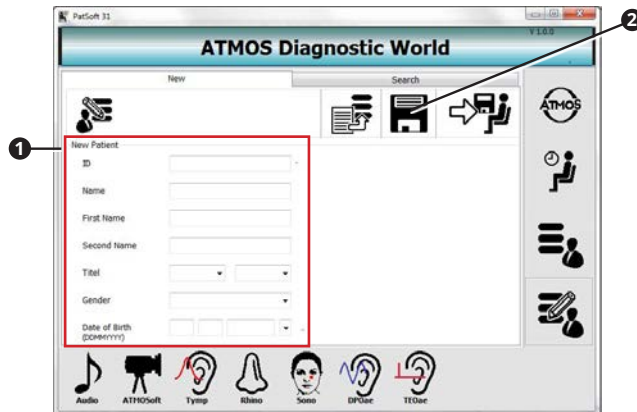 PatSoft 31
V 1.0.0
2
ATMOS Diagnostic World
New
Search
ATMOS
1
New Patient
ID
Name
First Name
Second Name
Titel
Gender
Date of Birth
(DDMMYYYY)
Audio
ATMOSoft
Tymp
Rhino
Sono
DPOae
TEOae